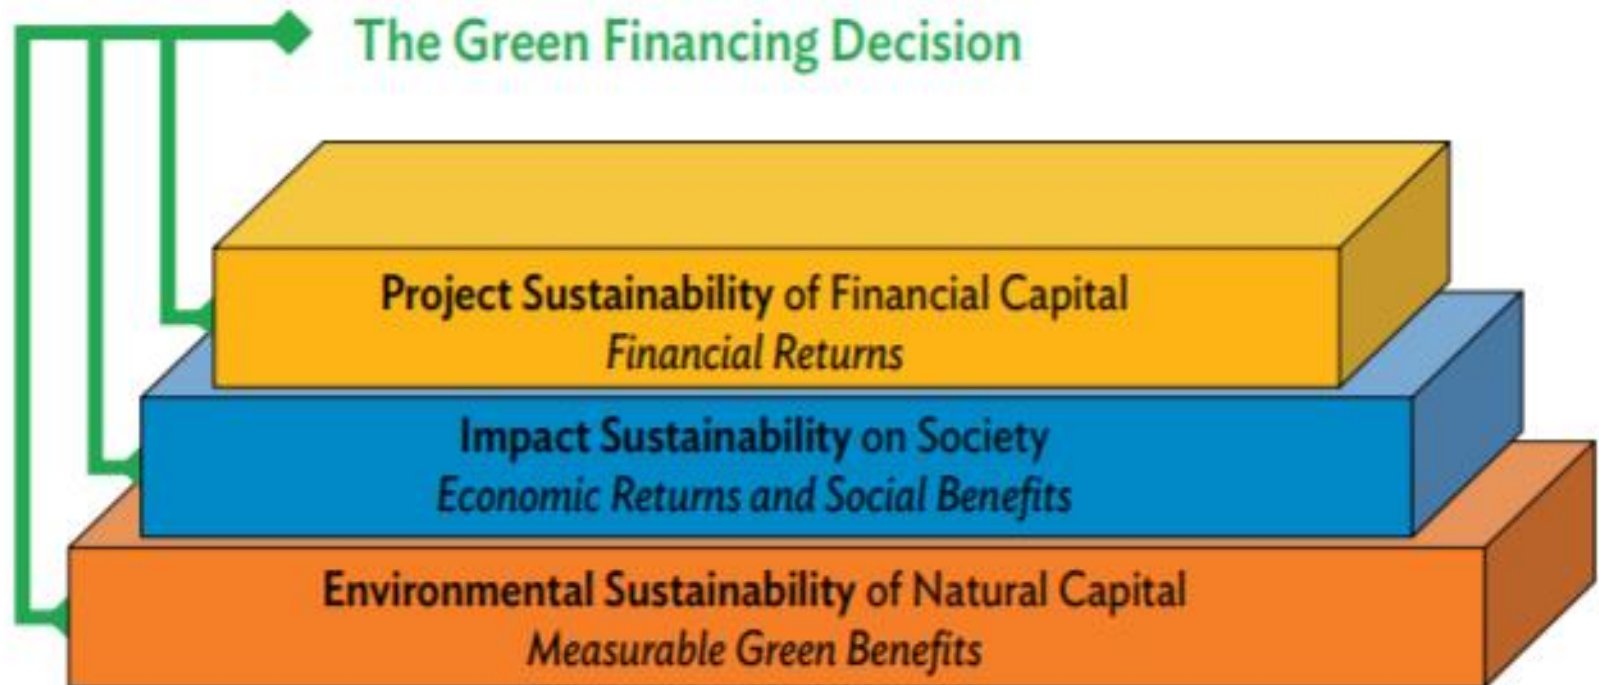 The Green Financing Decision
Project Sustainability of Financial Capital
Financial Returns
Impact Sustainability on Society
Economic Returns and Social Benefits
Environmental Sustainability of Natural Capital
Measurable Green Benefits